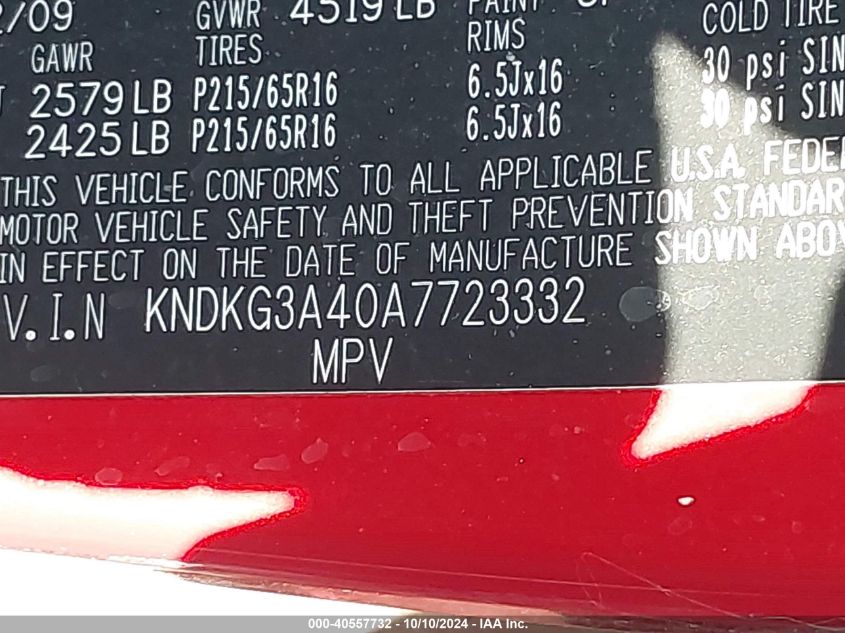 2/09 GVWR 4519 LB PAINT
GAWR TIRES RIMS COLD TIRE
2579 LB P215/65R16 6.5Jx16 30 psi SIN
2425 LB P215/65R16 6.5Jx16 30 psi SIN
THIS VEHICLE CONFORMS TO ALL APPLICABLE U.S.A. FEDE
MOTOR VEHICLE SAFETY AND THEFT PREVENTION STANDAR
IN EFFECT ON THE DATE OF MANUFACTURE SHOWN ABOV
V.I.N KNDKG3A40A7723332
MPV
000-40557732 - 10/10/2024 - IAA Inc.